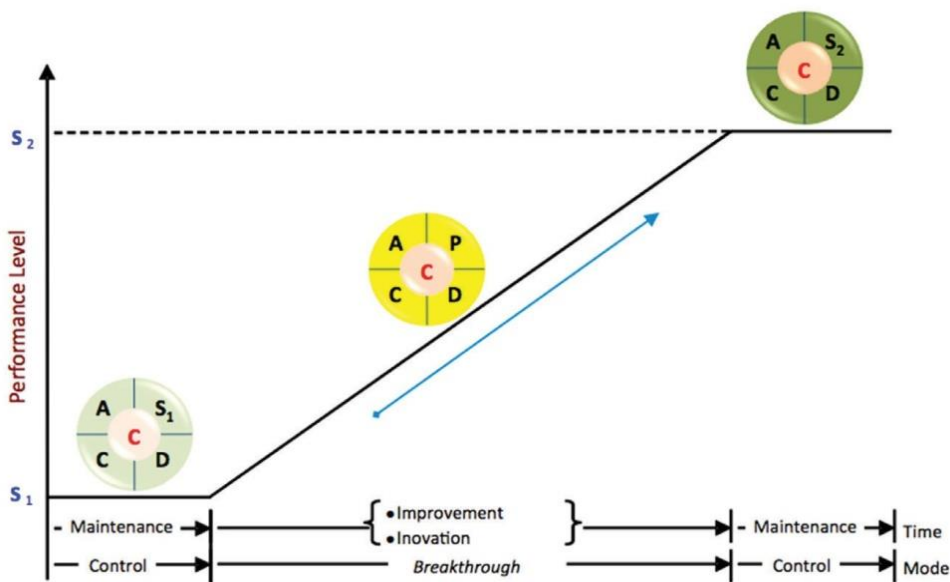 A S2
C
C D
S2
A P
C
C D
Performance Level
A S1
C
C D
S1
Maintenance
• Improvement
• Inovation
Maintenance
Time
Control
Breakthrough
Control
Mode